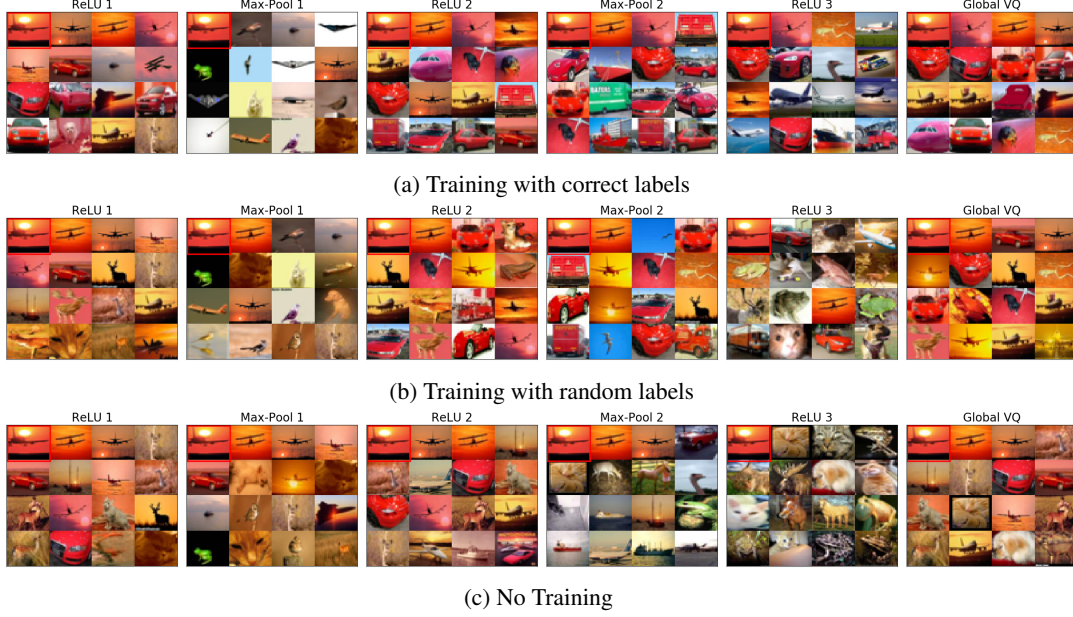 ReLU 1 Max-Pool 1 ReLU 2 Max-Pool 2 ReLU 3 Global VQ
(a) Training with correct labels
ReLU 1 Max-Pool 1 ReLU 2 Max-Pool 2 ReLU 3 Global VQ
(b) Training with random labels
ReLU 1 Max-Pool 1 ReLU 2 Max-Pool 2 ReLU 3 Global VQ
(c) No Training